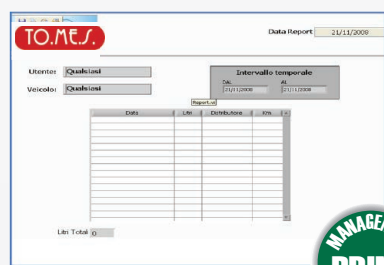 TO.M.E.S.
Data Report 21/11/2008
Utente: Qualsiasi
Veicolo: Qualsiasi
Intervallo temporale
DAL AL
21/11/2008 21/11/2008
Report.vi
Data Litri Distributore Km
Litri Total 0
MANAGE
PRI